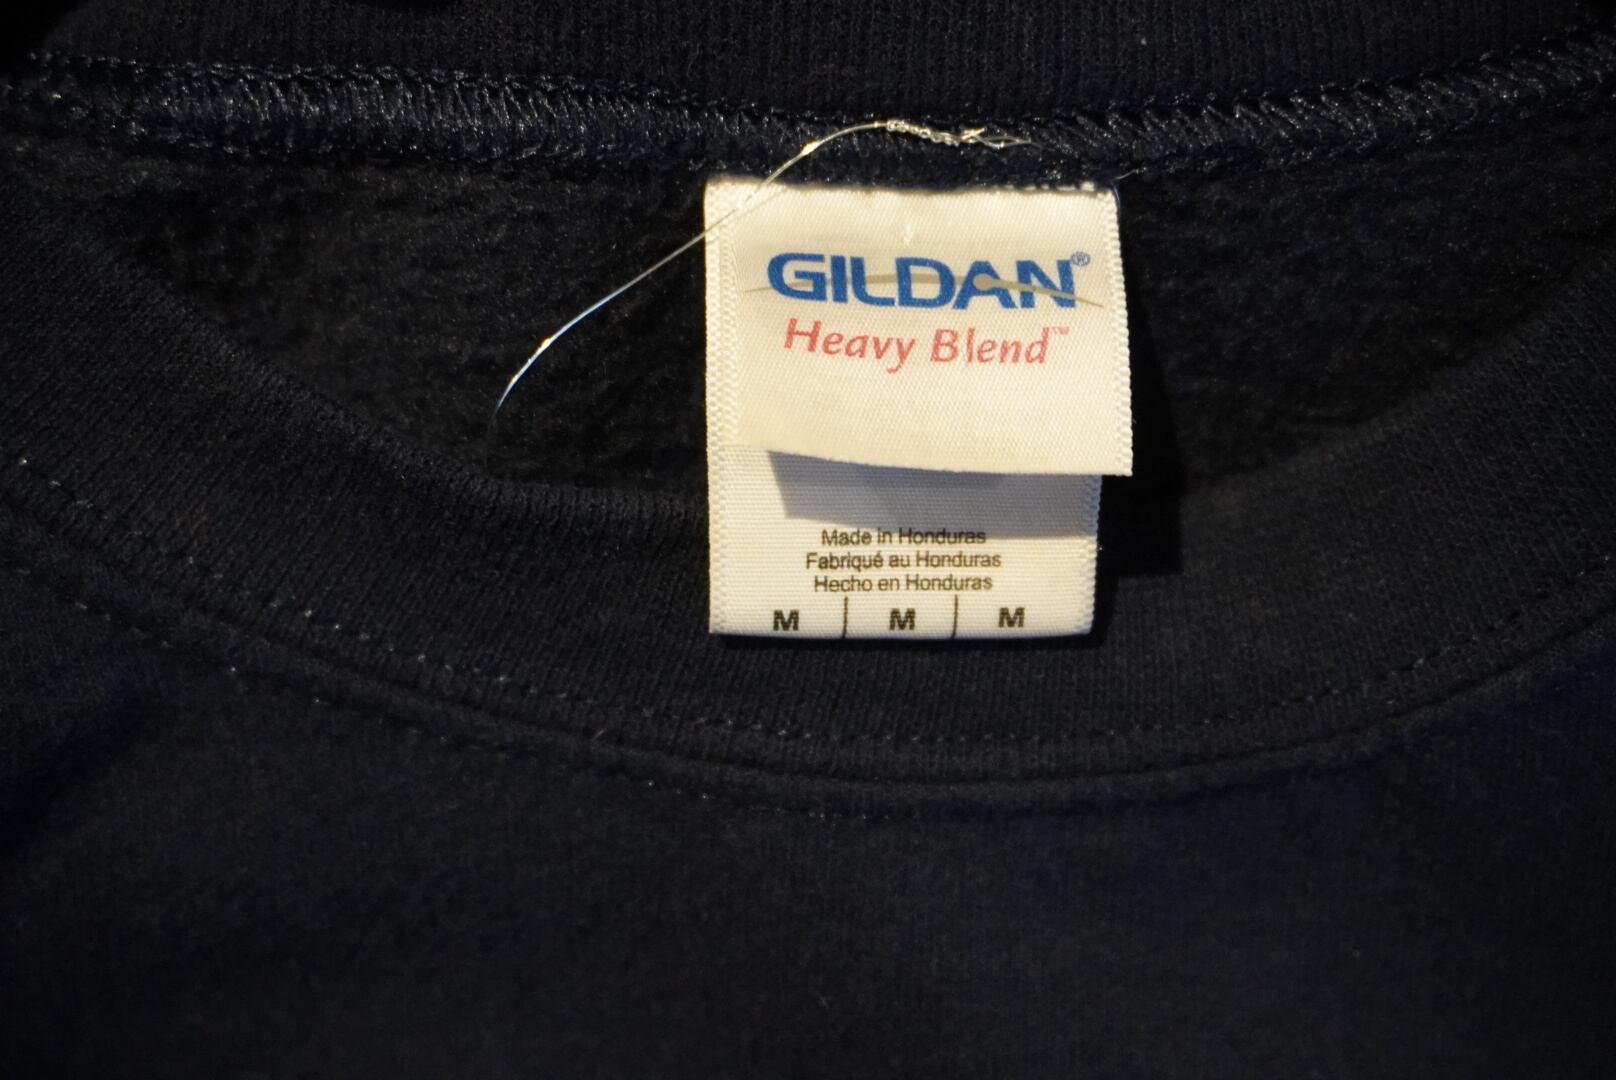 GILDAN®
Heavy Blend™
Made in Honduras
Fabriqué au Honduras
Hecho en Honduras
M | M | M